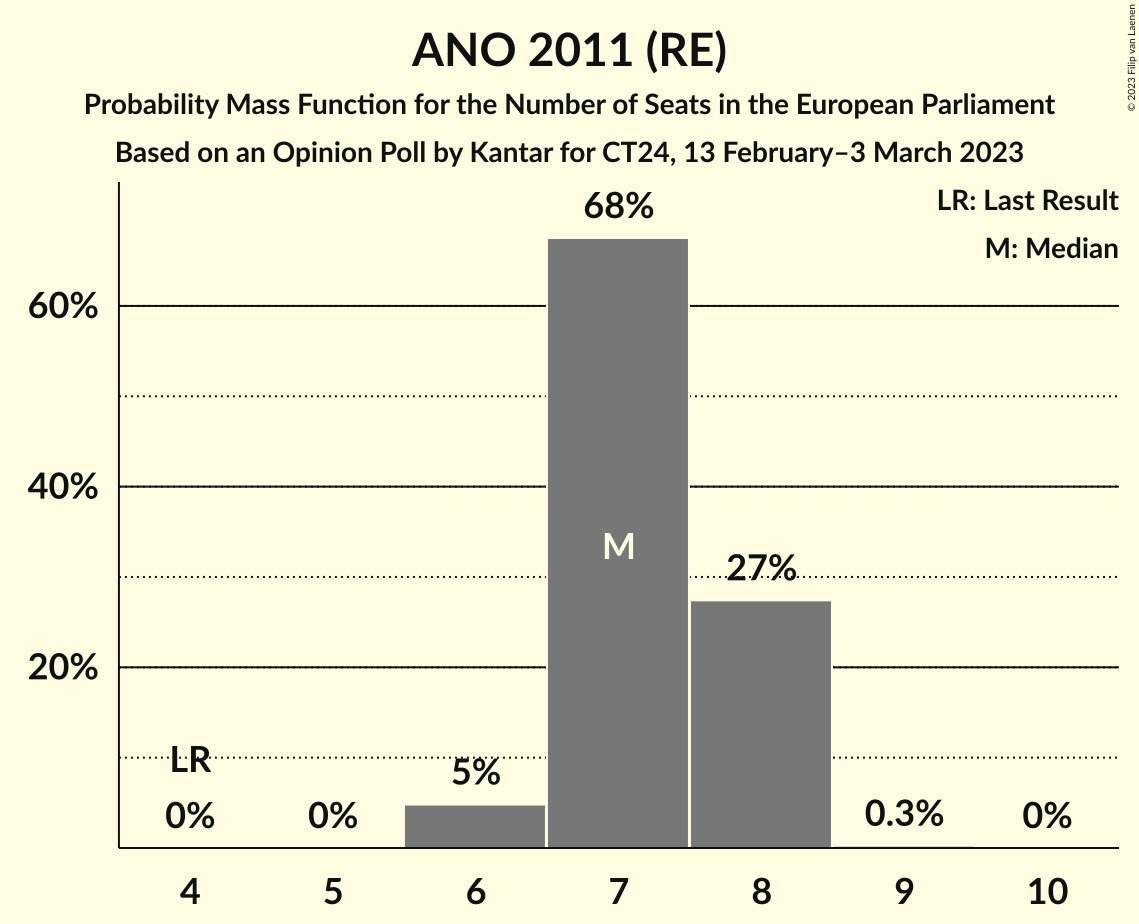 ANO 2011 (RE)
Probability Mass Function for the Number of Seats in the European Parliament
Based on an Opinion Poll by Kantar for CT24, 13 February–3 March 2023
© 2023 Filip van Laenen
LR: Last Result
M: Median
68%
60%
40%
M
27%
20%
LR
5%
0%
0%
0.3%
0%
4 5 6 7 8 9 10